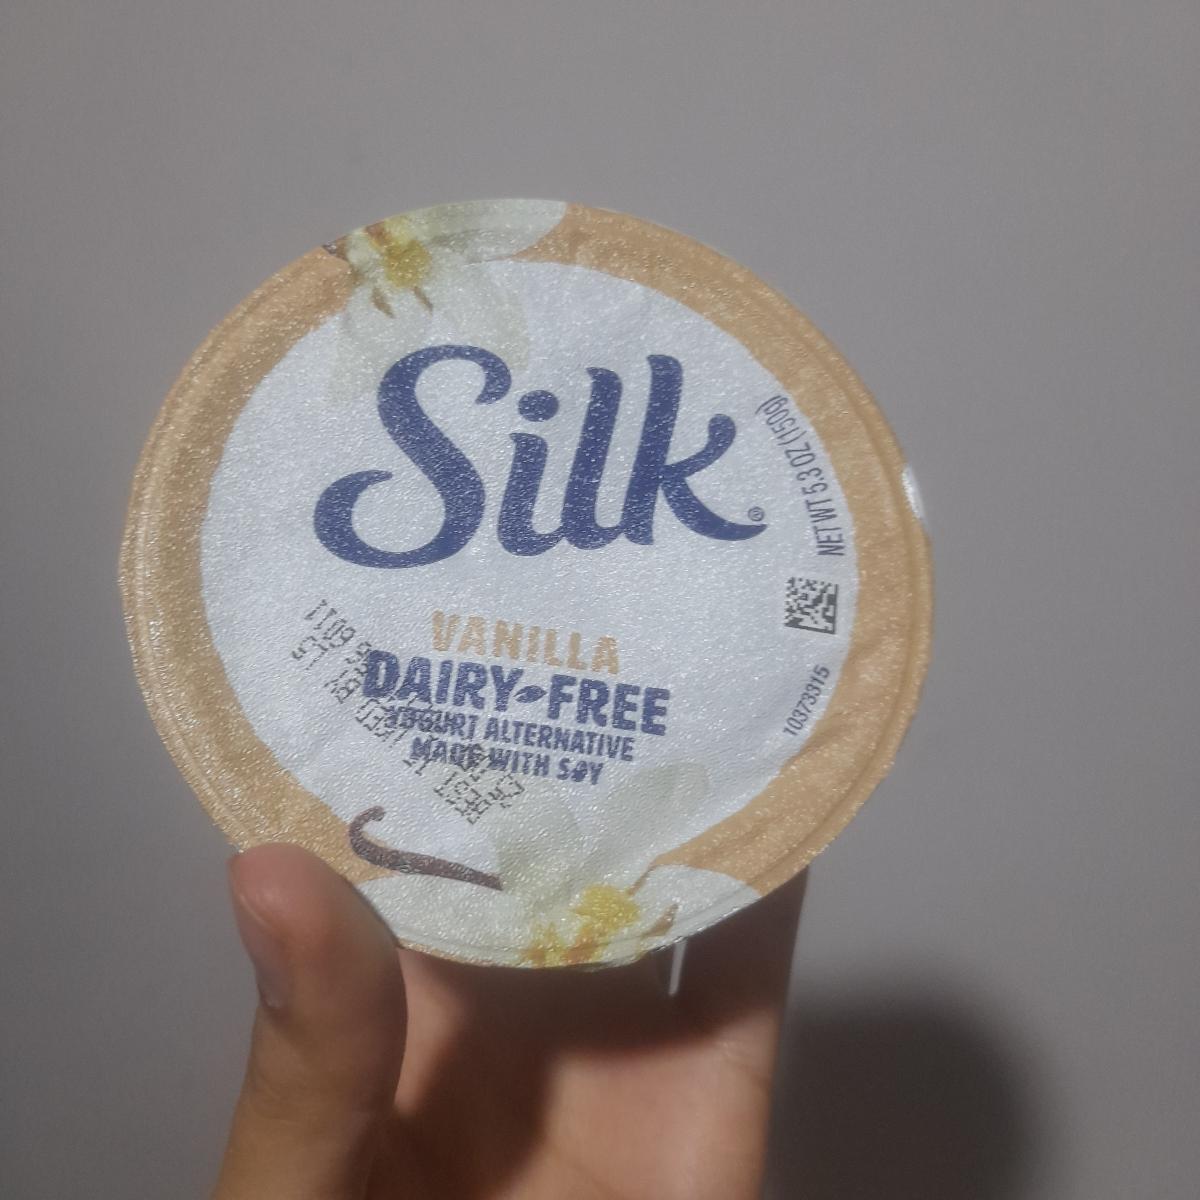 Silk®
VANILLA
DAIRY-FREE
YOGURT ALTERNATIVE
MADE WITH SOY
NET WT 5.3 OZ (150g)
10373315